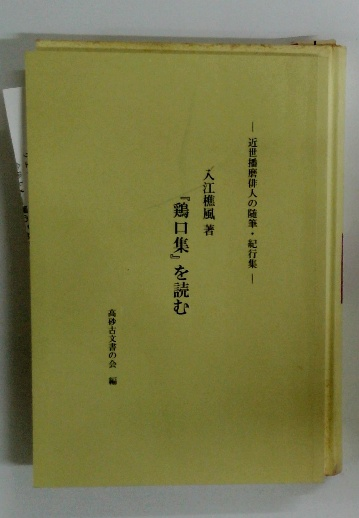 ―近世播磨俳人の随筆・紀行集―
入江樵風 著
『鶏口集』を読む
高砂古文書の会 編